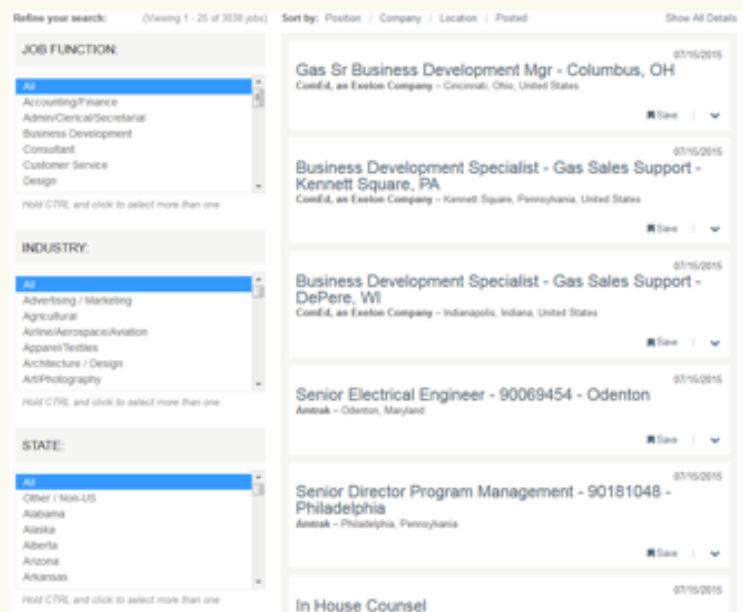 Refine your search: (Viewing 1 - 25 of 3038 jobs) Sort by: Position | Company | Location | Posted Show All Details
JOB FUNCTION:
All
Accounting/Finance
Admin/Clerical/Secretarial
Business Development
Consultant
Customer Service
Design
Hold CTRL and click to select more than one
INDUSTRY:
All
Advertising / Marketing
Agricultural
Airline/Aerospace/Aviation
Apparel/Textiles
Architecture / Design
Art/Photography
Hold CTRL and click to select more than one
STATE:
All
Other / Non-US
Alabama
Alaska
Alberta
Arizona
Arkansas
Hold CTRL and click to select more than one
07/15/2015
Gas Sr Business Development Mgr - Columbus, OH
ComEd, an Exelon Company – Cincinnati, Ohio, United States
Save |
07/15/2015
Business Development Specialist - Gas Sales Support -
Kennett Square, PA
ComEd, an Exelon Company – Kennett Square, Pennsylvania, United States
Save |
07/15/2015
Business Development Specialist - Gas Sales Support -
DePere, WI
ComEd, an Exelon Company – Indianapolis, Indiana, United States
Save |
07/15/2015
Senior Electrical Engineer - 90069454 - Odenton
Amtrak – Odenton, Maryland
Save |
07/15/2015
Senior Director Program Management - 90181048 -
Philadelphia
Amtrak – Philadelphia, Pennsylvania
Save |
07/15/2015
In House Counsel